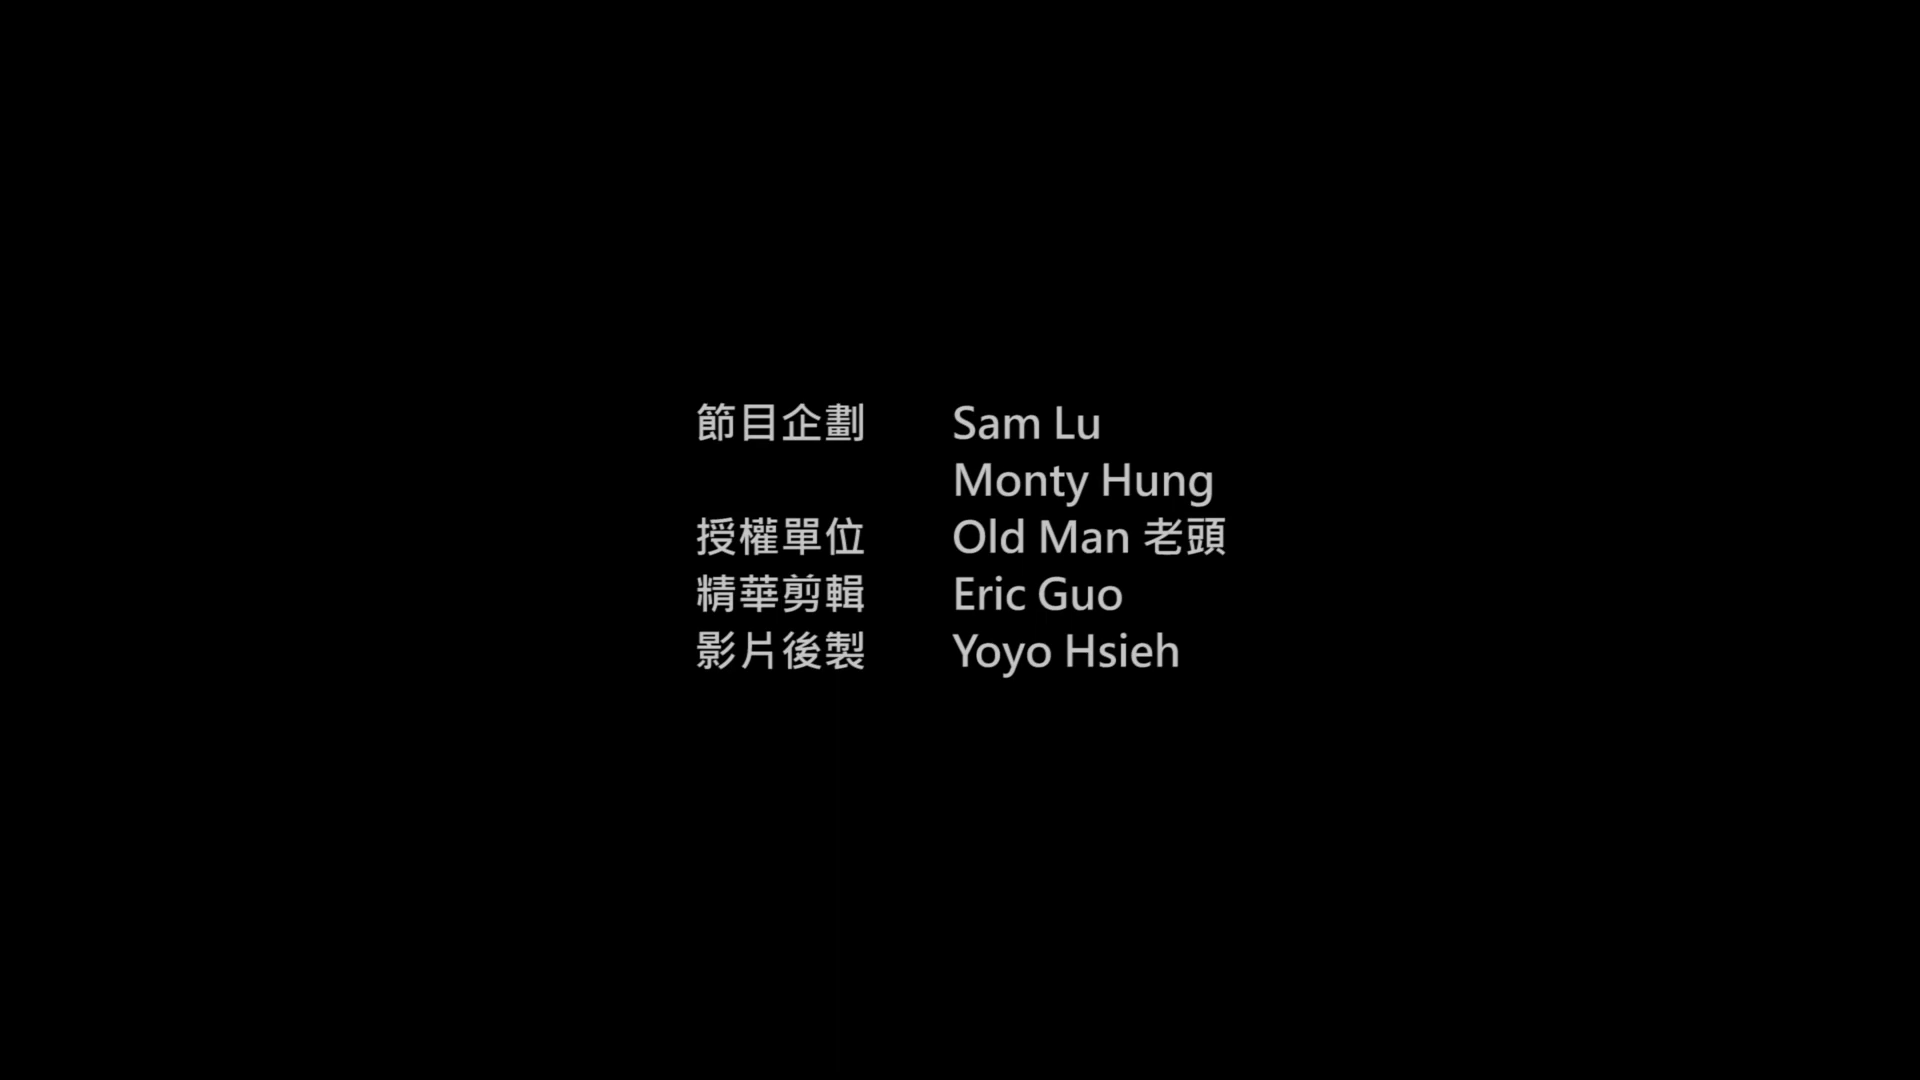 節目企劃 Sam Lu
Monty Hung
授權單位 Old Man 老頭
精華剪輯 Eric Guo
影片後製 Yoyo Hsieh